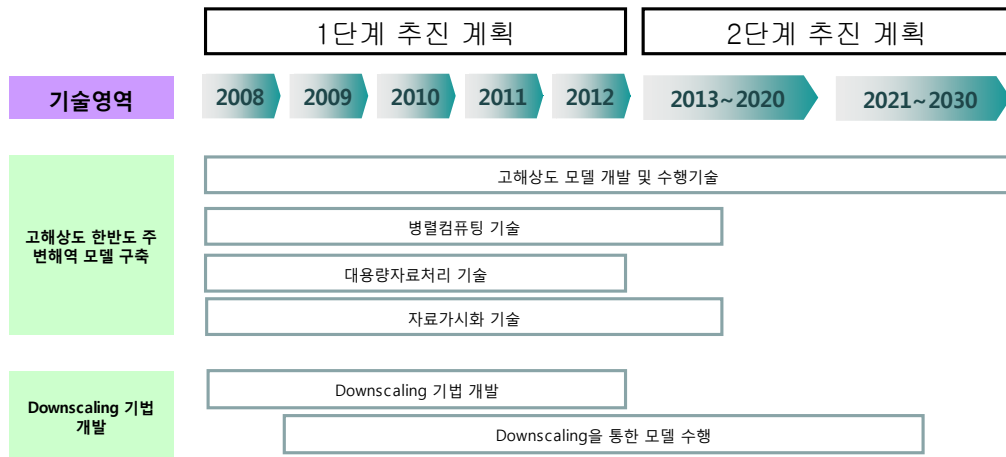 1단계 추진 계획
2단계 추진 계획
기술영역
2008
2009
2010
2011
2012
2013~2020
2021~2030
고해상도 한반도 주
변해역 모델 구축
고해상도 모델 개발 및 수행기술
병렬컴퓨팅 기술
대용량자료처리 기술
자료가시화 기술
Downscaling 기법
개발
Downscaling 기법 개발
Downscaling을 통한 모델 수행